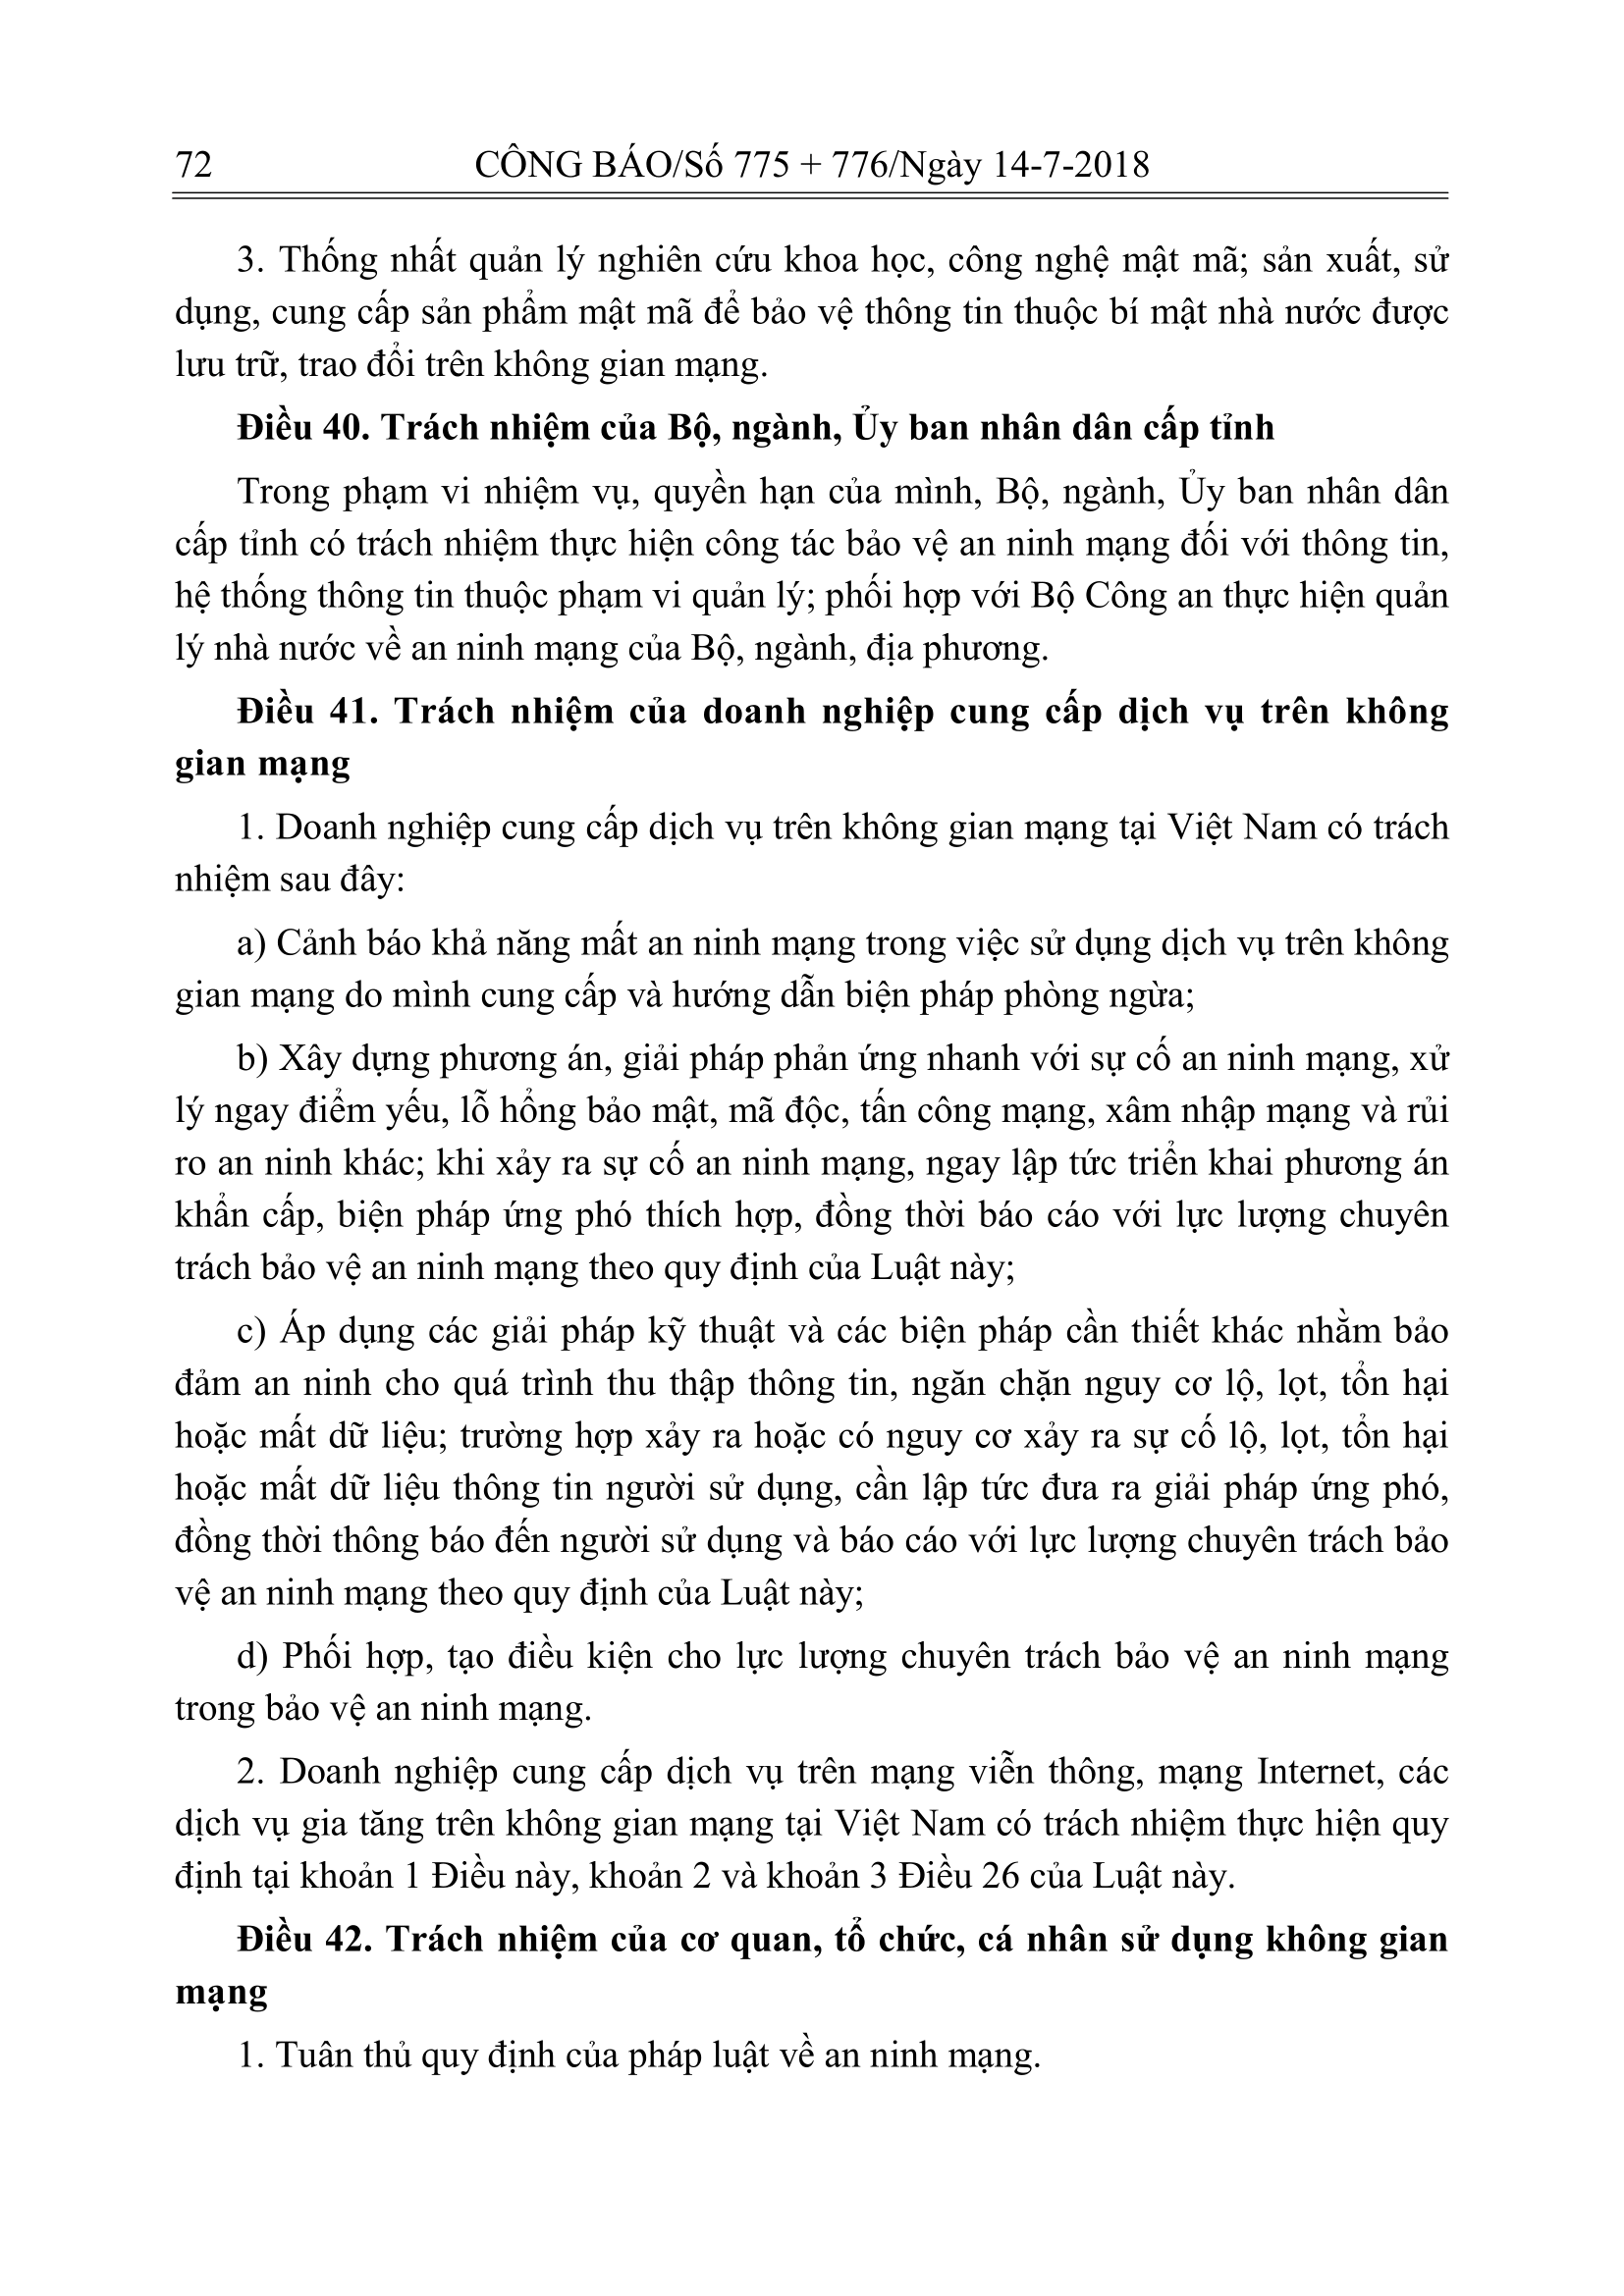 72
CÔNG BÁO/Số 775 + 776/Ngày 14-7-2018
3. Thống nhất quản lý nghiên cứu khoa học, công nghệ mật mã; sản xuất, sử
dụng, cung cấp sản phẩm mật mã để bảo vệ thông tin thuộc bí mật nhà nước được
lưu trữ, trao đổi trên không gian mạng.
Điều 40. Trách nhiệm của Bộ, ngành, Ủy ban nhân dân cấp tỉnh
Trong phạm vi nhiệm vụ, quyền hạn của mình, Bộ, ngành, Ủy ban nhân dân
cấp tỉnh có trách nhiệm thực hiện công tác bảo vệ an ninh mạng đối với thông tin,
hệ thống thông tin thuộc phạm vi quản lý; phối hợp với Bộ Công an thực hiện quản
lý nhà nước về an ninh mạng của Bộ, ngành, địa phương.
Điều 41. Trách nhiệm của doanh nghiệp cung cấp dịch vụ trên không
gian mạng
1. Doanh nghiệp cung cấp dịch vụ trên không gian mạng tại Việt Nam có trách
nhiệm sau đây:
a) Cảnh báo khả năng mất an ninh mạng trong việc sử dụng dịch vụ trên không
gian mạng do mình cung cấp và hướng dẫn biện pháp phòng ngừa;
b) Xây dựng phương án, giải pháp phản ứng nhanh với sự cố an ninh mạng, xử
lý ngay điểm yếu, lỗ hổng bảo mật, mã độc, tấn công mạng, xâm nhập mạng và rủi
ro an ninh khác; khi xảy ra sự cố an ninh mạng, ngay lập tức triển khai phương án
khẩn cấp, biện pháp ứng phó thích hợp, đồng thời báo cáo với lực lượng chuyên
trách bảo vệ an ninh mạng theo quy định của Luật này;
c) Áp dụng các giải pháp kỹ thuật và các biện pháp cần thiết khác nhằm bảo
đảm an ninh cho quá trình thu thập thông tin, ngăn chặn nguy cơ lộ, lọt, tổn hại
hoặc mất dữ liệu; trường hợp xảy ra hoặc có nguy cơ xảy ra sự cố lộ, lọt, tổn hại
hoặc mất dữ liệu thông tin người sử dụng, cần lập tức đưa ra giải pháp ứng phó,
đồng thời thông báo đến người sử dụng và báo cáo với lực lượng chuyên trách bảo
vệ an ninh mạng theo quy định của Luật này;
d) Phối hợp, tạo điều kiện cho lực lượng chuyên trách bảo vệ an ninh mạng
trong bảo vệ an ninh mạng.
2. Doanh nghiệp cung cấp dịch vụ trên mạng viễn thông, mạng Internet, các
dịch vụ gia tăng trên không gian mạng tại Việt Nam có trách nhiệm thực hiện quy
định tại khoản 1 Điều này, khoản 2 và khoản 3 Điều 26 của Luật này.
Điều 42. Trách nhiệm của cơ quan, tổ chức, cá nhân sử dụng không gian
mạng
1. Tuân thủ quy định của pháp luật về an ninh mạng.